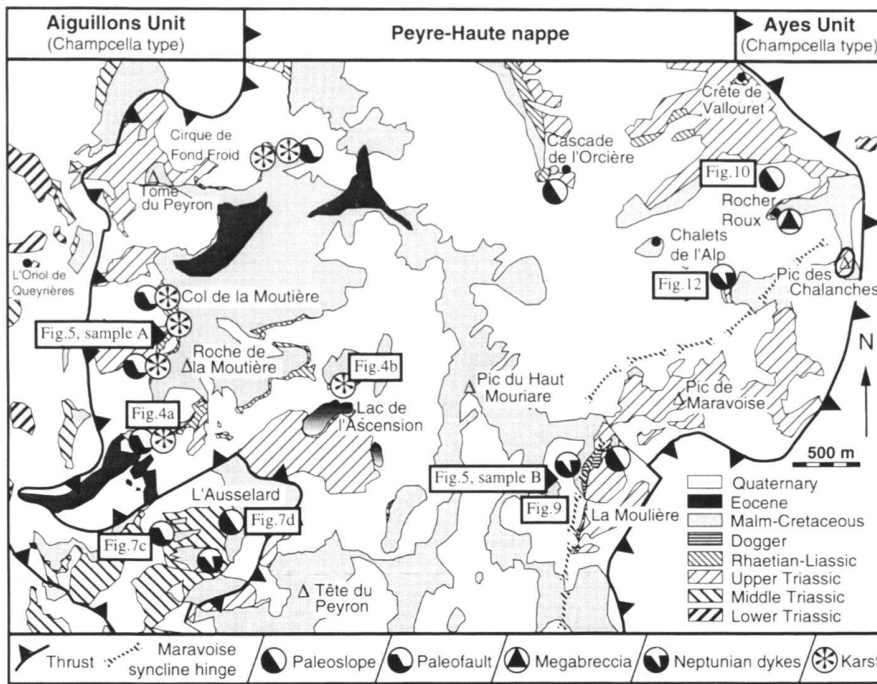 Aiguillons Unit
(Champcella type)
Peyre-Haute nappe
Ayes Unit
(Champcella type)
Crête de
Vallouret
Cirque de
Fond Froid
Cascade
de l'Orcière
Tome
du Peyron
Fig.10
Rocher
Roux
L'Oriol de
Queyrières
Chalets
de l'Alp
Col de la Moutière
Fig.12
Pic des
Chalanches
Fig.5, sample A
Roche de
la Moutière
Fig.4b
N
Pic du Haut
Mouriare
Pic de
Maravoise
Fig.4a
Lac de
l'Ascension
500 m
Fig.5, sample B
L'Ausselard
Fig.9
La Moulière
Fig.7c
Fig.7d
Tête du
Peyron
Quaternary
Eocene
Malm-Cretaceous
Dogger
Rhaetian-Liassic
Upper Triassic
Middle Triassic
Lower Triassic
Thrust
Maravoise
syncline hinge
Paleoslope
Paleofault
Megabreccia
Neptunian dykes
Karst